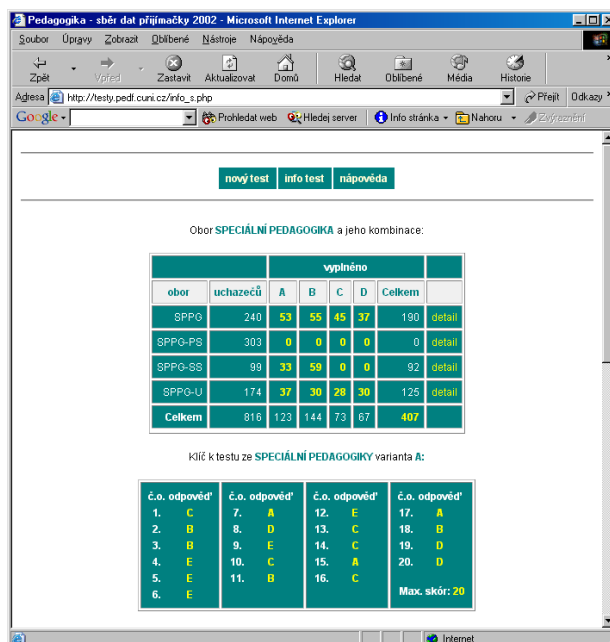 Pedagogika - sběr dat přijímačky 2002 - Microsoft Internet Explorer
Soubor Úpravy Zobrazit Oblíbené Nástroje Nápověda
Zpět Vpřed Zastavit Aktualizovat Domů Hledat Oblíbené Média Historie
Adresa http://testy.pedf.cuni.cz/info_s.php Přejít Odkazy
Google Prohledat web Hledej server Info stránka Nahoru Zvýraznění
nový test info test nápověda
Obor SPECIÁLNÍ PEDAGOGIKA a jeho kombinace:
vyplněno
obor uchazečů A B C D Celkem
SPPG 240 53 55 45 37 190 detail
SPPG-PS 303 0 0 0 0 0 detail
SPPG-SS 99 33 59 0 0 92 detail
SPPG-U 174 37 30 28 30 125 detail
Celkem 816 123 144 73 67 407
Klíč k testu ze SPECIÁLNÍ PEDAGOGIKY varianta A:
č.o. odpověď č.o. odpověď č.o. odpověď č.o. odpověď
1. C 7. A 12. E 17. A
2. B 8. D 13. C 18. B
3. B 9. E 14. C 19. D
4. E 10. C 15. A 20. D
5. E 11. B 16. C
6. E Max. skór: 20
Internet